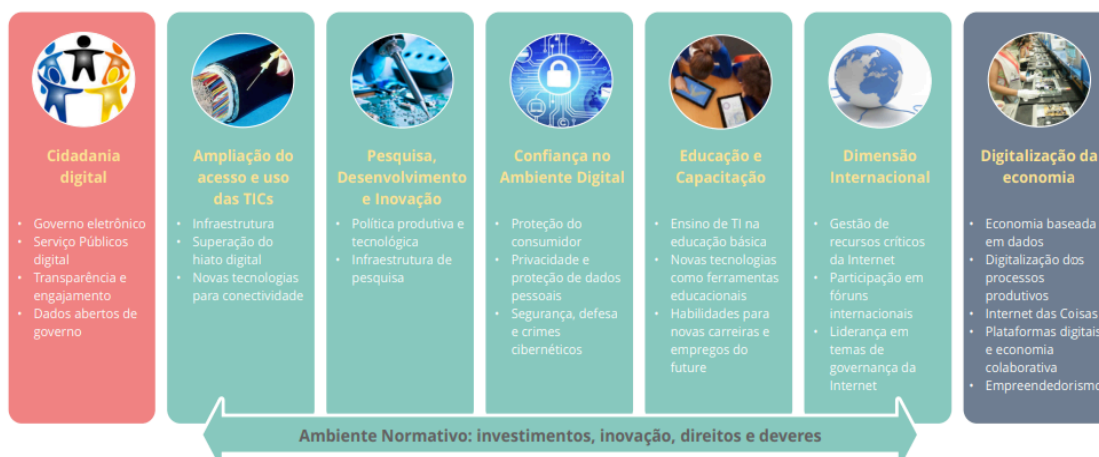 Cidadania
digital
• Governo eletrônico
• Serviço Públicos
digital
• Transparência e
engajamento
• Dados abertos de
governo
Ampliação do
acesso e uso
das TICs
• Infraestrutura
• Superação do
hiato digital
• Novas tecnologias
para conectividade
Pesquisa,
Desenvolvimento
e Inovação
• Política produtiva e
tecnológica
• Infraestrutura de
pesquisa
Confiança no
Ambiente Digital
• Proteção do
consumidor
• Privacidade e
proteção de dados
pessoais
• Segurança, defesa
e crimes
cibernéticos
Educação e
Capacitação
• Ensino de TI na
educação básica
• Novas tecnologias
como ferramentas
educacionais
• Habilidades para
novas carreiras e
empregos do
future
Dimensão
Internacional
• Gestão de
recursos críticos
da Internet
• Participação em
fóruns
internacionais
• Liderança em
temas de
governança da
Internet
Digitalização da
economia
• Economia baseada
em dados
• Digitalização dos
processos
produtivos
• Internet das Coisas
• Plataformas digitais
e economia
colaborativa
• Empreendedorismo
Ambiente Normativo: investimentos, inovação, direitos e deveres